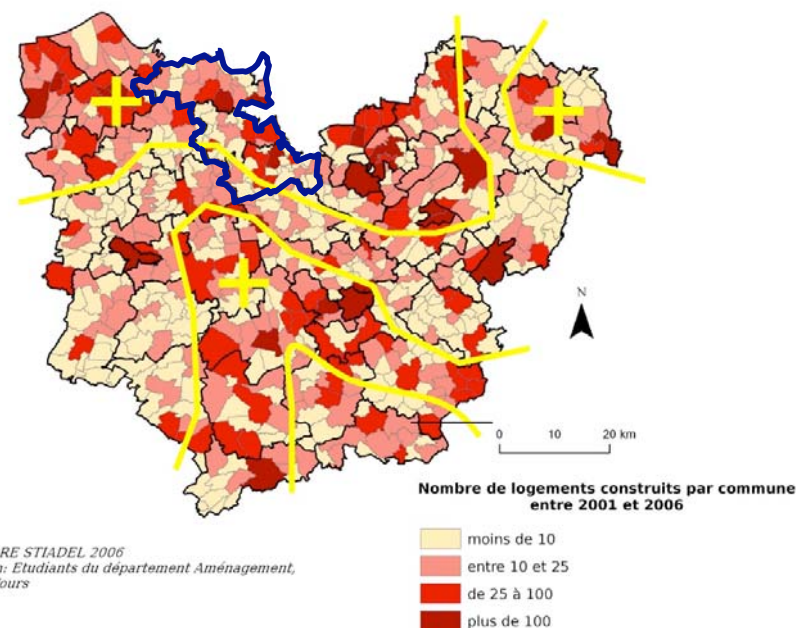 N
0 10 20 km
Nombre de logements construits par commune
entre 2001 et 2006
moins de 10
entre 10 et 25
de 25 à 100
plus de 100
RE STIADEL 2006
Etudiants du département Aménagement,